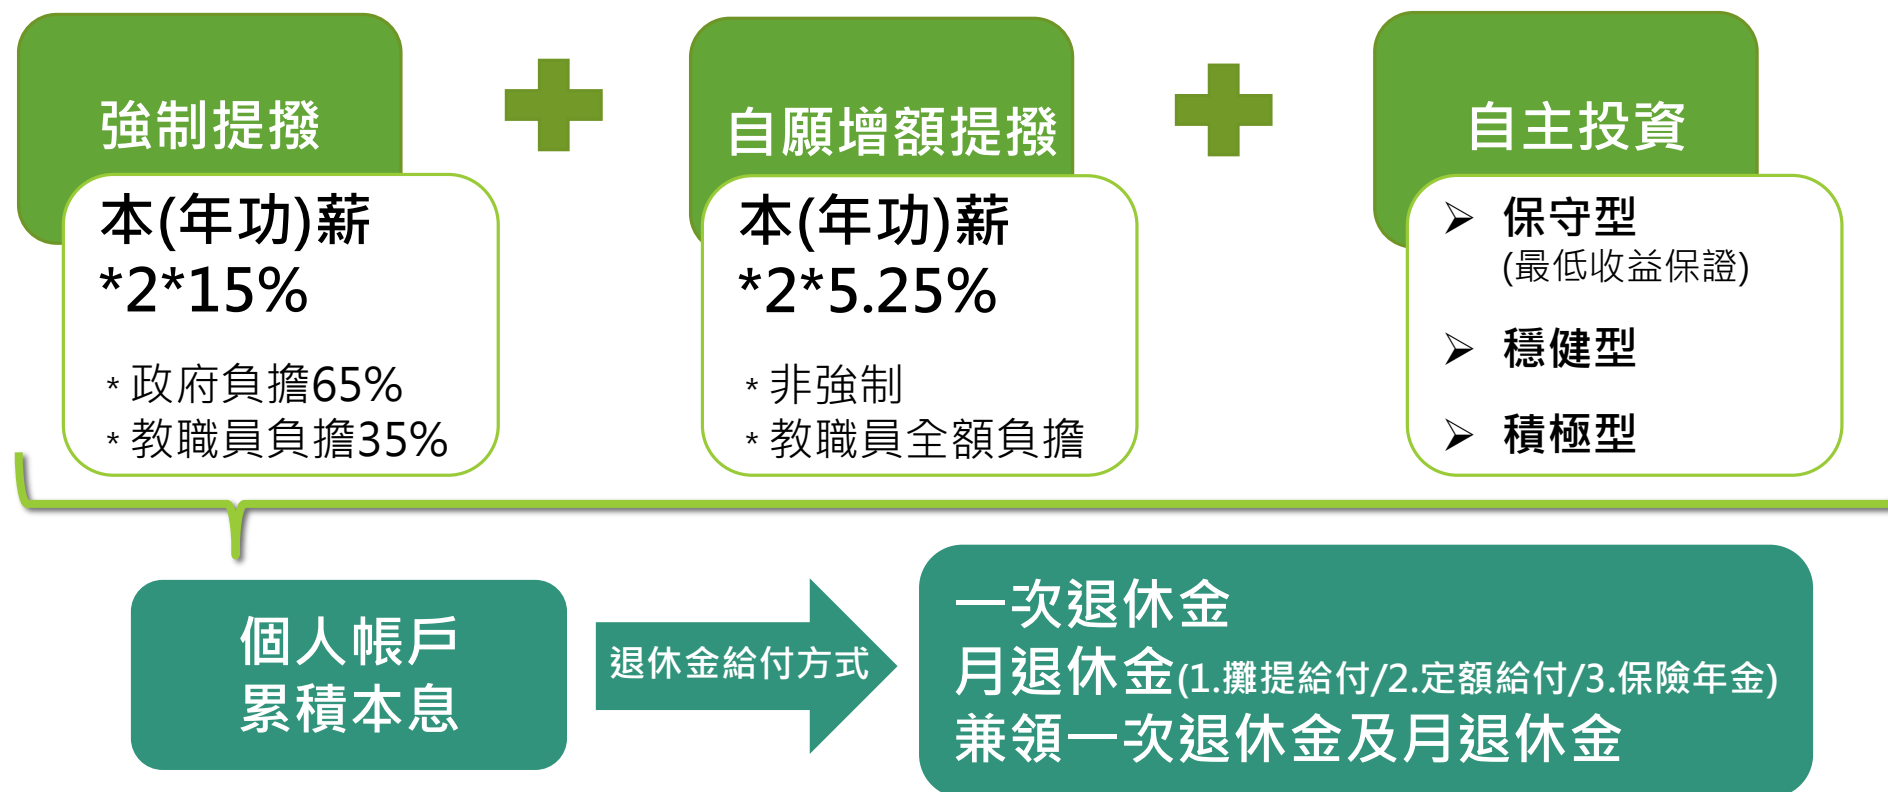 強制提撥
本(年功)薪
*2*15%
* 政府負擔65%
* 教職員負擔35%
自願增額提撥
本(年功)薪
*2*5.25%
* 非強制
* 教職員全額負擔
自主投資
➢ 保守型
(最低收益保證)
➢ 穩健型
➢ 積極型
個人帳戶
累積本息
退休金給付方式
一次退休金
月退休金(1.攤提給付/2.定額給付/3.保險年金)
兼領一次退休金及月退休金